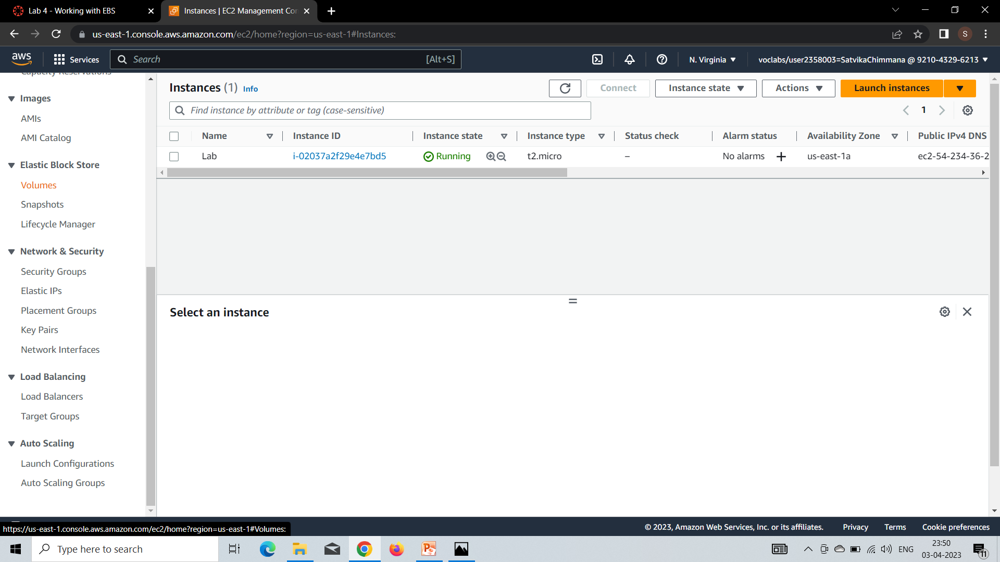 Lab 4 - Working with EBS
Instances | EC2 Management Con
us-east-1.console.aws.amazon.com/ec2/home?region=us-east-1#Instances:
S
aws
Services
Search
[Alt+S]
N. Virginia
voclabs/user2358003=SatvikaChimmana @ 9210-4329-6213
Capacity Reservations
Images
AMIs
AMI Catalog
Elastic Block Store
Volumes
Snapshots
Lifecycle Manager
Network & Security
Security Groups
Elastic IPs
Placement Groups
Key Pairs
Network Interfaces
Load Balancing
Load Balancers
Target Groups
Auto Scaling
Launch Configurations
Auto Scaling Groups
Instances (1) Info
Connect
Instance state
Actions
Launch instances
Find instance by attribute or tag (case-sensitive)
1
Name Instance ID Instance state Instance type Status check Alarm status Availability Zone Public IPv4 DNS
Lab i-02037a2f29e4e7bd5 Running t2.micro – No alarms + us-east-1a ec2-54-234-36-2
Select an instance
https://us-east-1.console.aws.amazon.com/ec2/home?region=us-east-1#Volumes:
© 2023, Amazon Web Services, Inc. or its affiliates. Privacy Terms Cookie preferences
Type here to search
ENG
23:50
03-04-2023
11